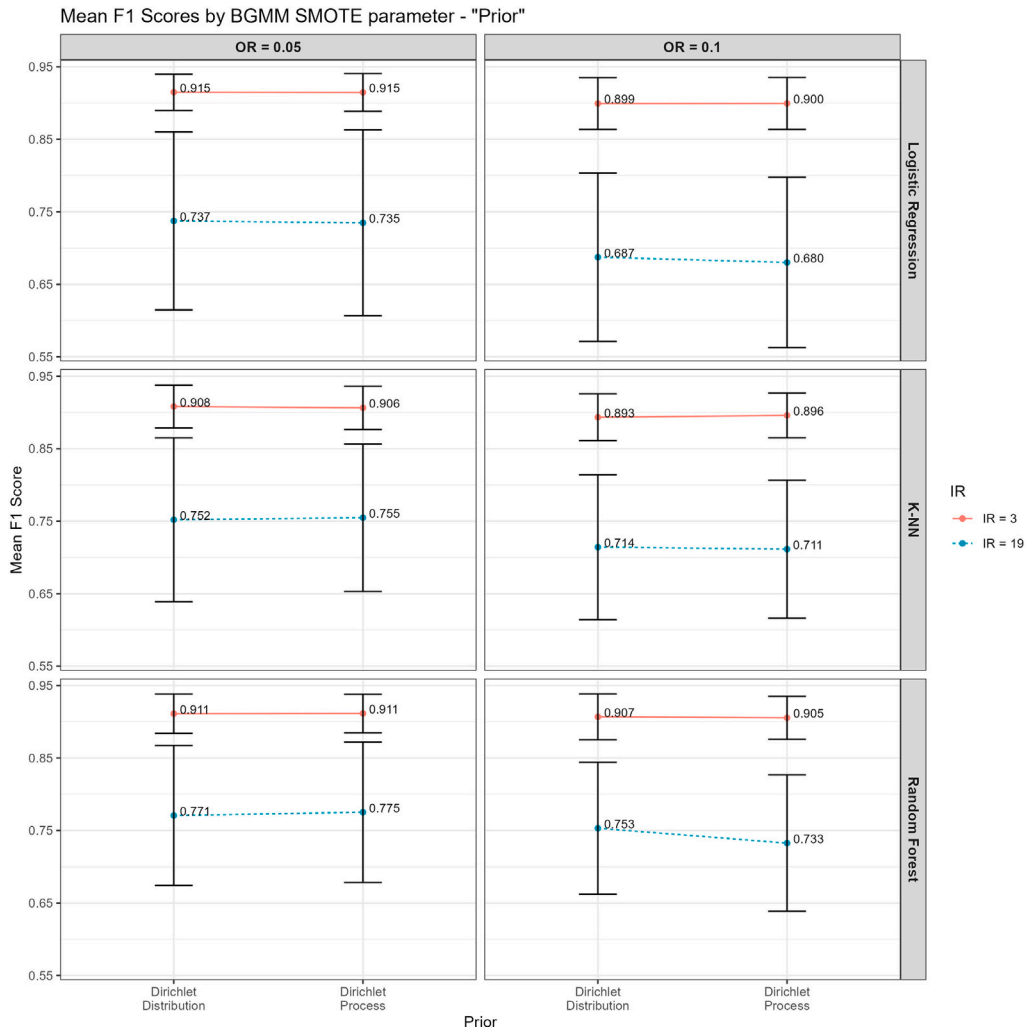 Mean F1 Scores by BGMM SMOTE parameter - "Prior"
OR = 0.05
OR = 0.1
0.95
0.85
0.75
0.65
0.55
0.915
0.915
0.737
0.735
0.899
0.900
0.687
0.680
Logistic Regression
0.95
0.85
0.75
0.65
0.55
0.908
0.906
0.752
0.755
0.893
0.896
0.714
0.711
K-NN
Mean F1 Score
0.95
0.85
0.75
0.65
0.55
0.911
0.911
0.771
0.775
0.907
0.905
0.753
0.733
Random Forest
Dirichlet
Distribution
Dirichlet
Process
Dirichlet
Distribution
Dirichlet
Process
Prior
IR
IR = 3
IR = 19